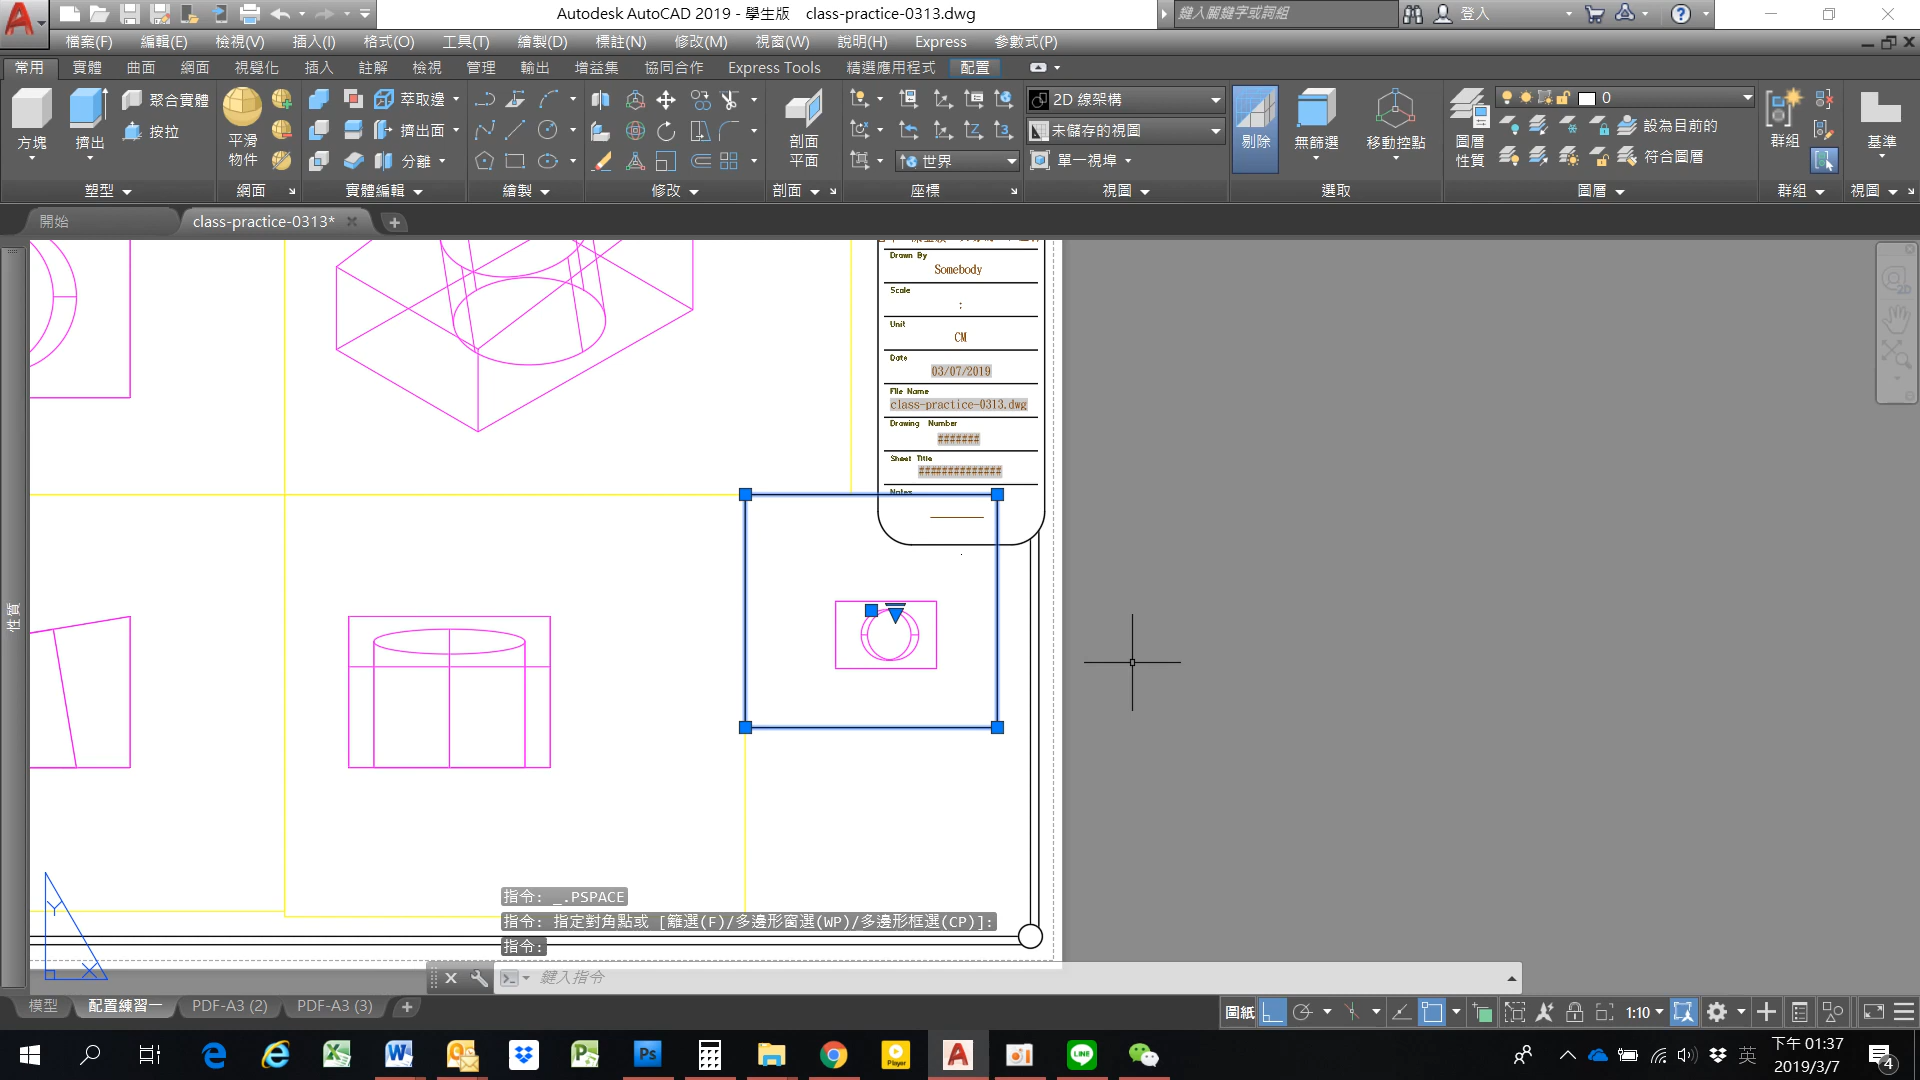 Autodesk AutoCAD 2019 - 學生版 class-practice-0313.dwg
鍵入關鍵字或詞組
登入
檔案(F) 編輯(E) 檢視(V) 插入(I) 格式(O) 工具(T) 繪製(D) 標註(N) 修改(M) 視窗(W) 說明(H) Express 參數式(P)
常用 實體 曲面 網面 視覺化 插入 註解 檢視 管理 輸出 增益集 協同合作 Express Tools 精選應用程式 配置
方塊
擠出
聚合實體
按拉
平滑
物件
萃取邊
擠出面
分離
剖面
平面
世界
2D 線架構
未儲存的視圖
單一視埠
剔除
無篩選
移動控點
圖層
性質
0
設為目前的
符合圖層
群組
基準
塑型 網面 實體編輯 繪製 修改 剖面 座標 視圖 選取 圖層 群組 視圖
開始 class-practice-0313*
性質
Drawn By
Somebody
Scale
:
Unit
CM
Date
03/07/2019
File Name
class-practice-0313.dwg
Drawing Number
#######
Sheet Title
##############
Notes
Y
X
指令: _.PSPACE
指令: 指定對角點或 [籬選(F)/多邊形窗選(WP)/多邊形框選(CP)]:
指令:
鍵入指令
模型 配置練習一 PDF-A3 (2) PDF-A3 (3)
圖紙
1:10
英
下午 01:37
2019/3/7
4